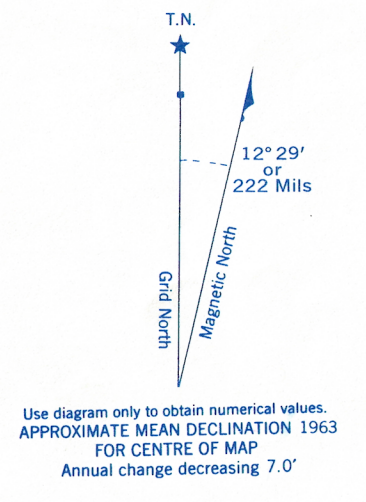 T.N.
12° 29′
or
222 Mils
Grid North
Magnetic North
Use diagram only to obtain numerical values.
APPROXIMATE MEAN DECLINATION 1963
FOR CENTRE OF MAP
Annual change decreasing 7.0′